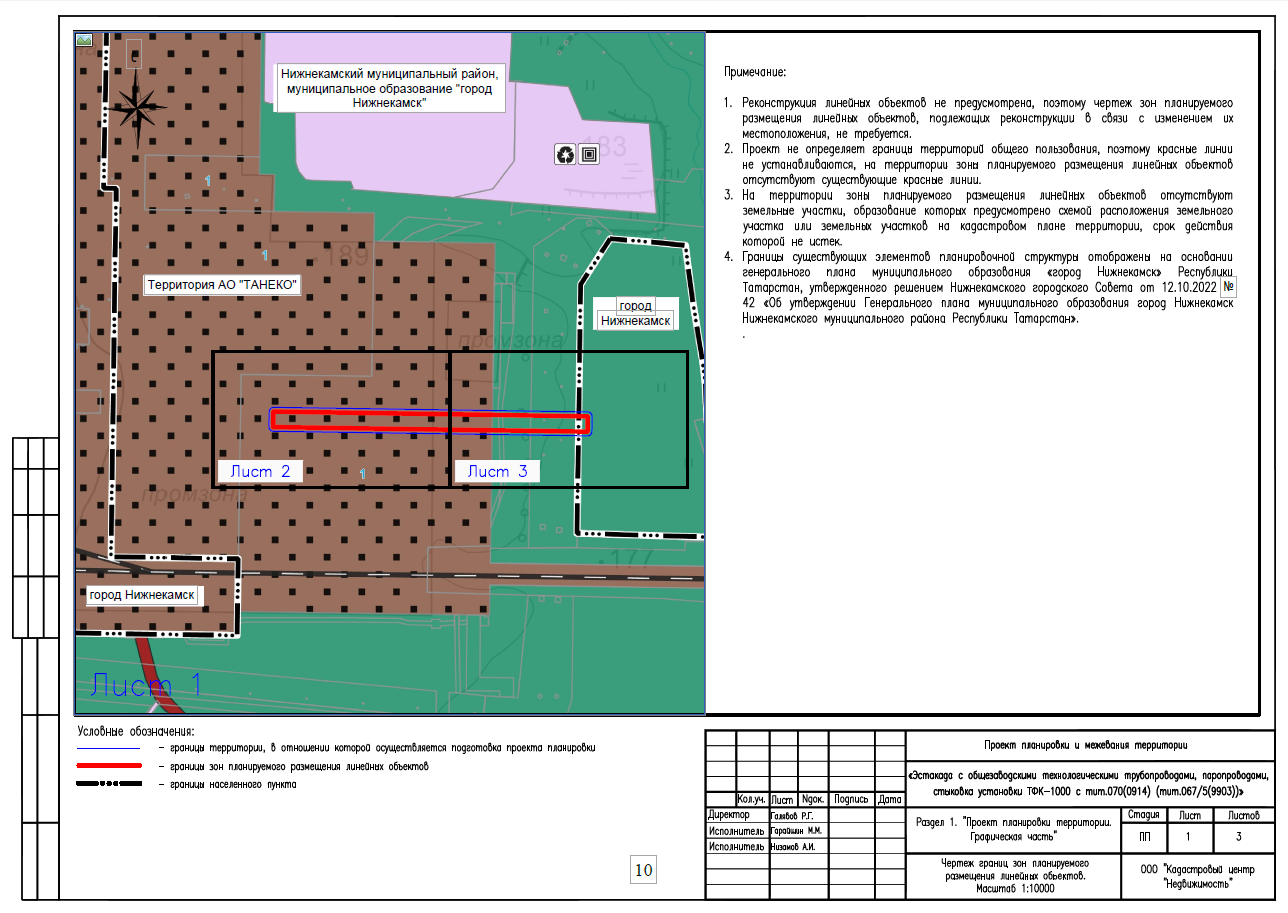 с
Нижнекамский муниципальный район,
муниципальное образование "город
Нижнекамск"
183
1
1
189
Территория АО "ТАНЕКО"
город
Нижнекамск
промзона
Лист 2
Лист 3
1
промзона
177
город Нижнекамск
Лист 1
Примечание:
1. Реконструкция линейных объектов не предусмотрена, поэтому чертеж зон планируемого
размещения линейных объектов, подлежащих реконструкции в связи с изменением их
местоположения, не требуется.
2. Проект не определяет границы территорий общего пользования, поэтому красные линии
не устанавливаются, на территории зоны планируемого размещения линейных объектов
отсутствуют существующие красные линии.
3. На территории зоны планируемого размещения линейных объектов отсутствуют
земельные участки, образование которых предусмотрено схемой расположения земельного
участка или земельных участков на кадастровом плане территории, срок действия
которой не истек.
4. Границы существующих элементов планировочной структуры отображены на основании
генерального плана муниципального образования «город Нижнекамск» Республики
Татарстан, утвержденного решением Нижнекамского городского Совета от 12.10.2022 №
42 «Об утверждении Генерального плана муниципального образования город Нижнекамск
Нижнекамского муниципального района Республики Татарстан».
.
Условные обозначения:
– границы территории, в отношении которой осуществляется подготовка проекта планировки
– границы зон планируемого размещения линейных объектов
– границы населенного пункта
10
Кол.уч. Лист Nдок. Подпись Дата
Директор Галявов Р.Г.
Исполнитель Гарайшин М.М.
Исполнитель Низамов А.И.
Проект планировки и межевания территории
«Эстакада с общезаводскими технологическими трубопроводами, паропроводами,
стыковка установки ТФК-1000 с тит.070(0914) (тит.067/5(9903))»
Раздел 1. "Проект планировки территории.
Графическая часть"
Стадия Лист Листов
ПП 1 3
Чертеж границ зон планируемого
размещения линейных объектов.
Масштаб 1:10000
ООО "Кадастровый центр
"Недвижимость"